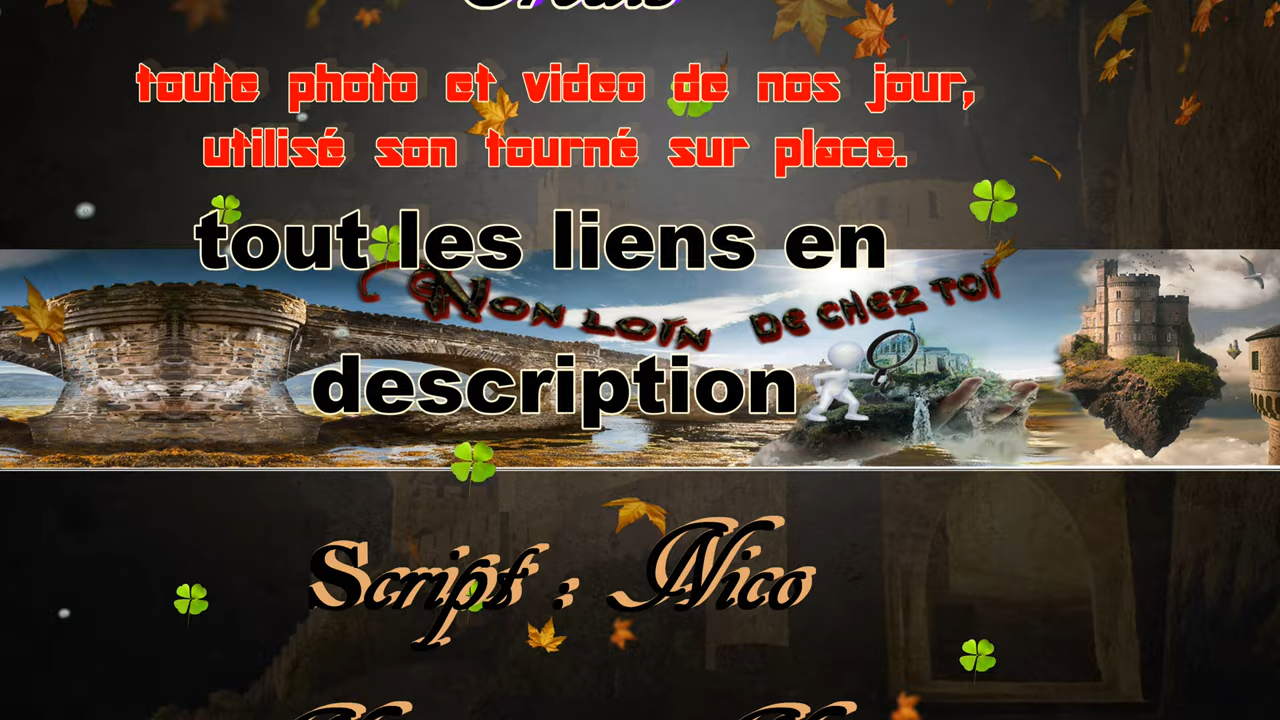 toute photo et video de nos jour,
utilisé son tourné sur place.
tout les liens en
Non loin de chez toi
description
Script : Nico